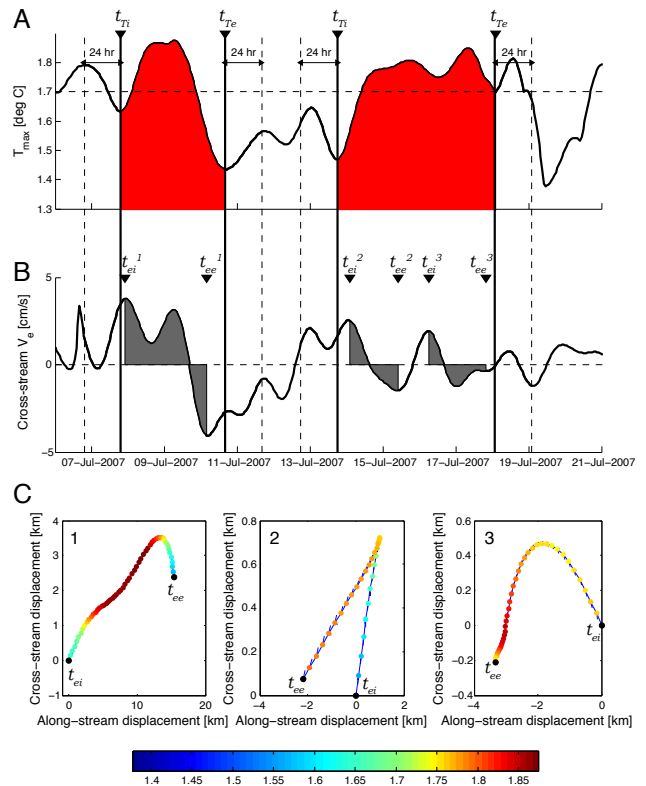 A
t_Ti t_Te t_Ti t_Te
24 hr 24 hr 24 hr 24 hr
T_max [deg C]
1.8
1.7
1.6
1.5
1.4
1.3
B
t_ei^1 t_ee^1 t_ei^2 t_ee^2 t_ei^3 t_ee^3
Cross-stream V_e [cm/s]
5
0
−5
07−Jul−2007 09−Jul−2007 11−Jul−2007 13−Jul−2007 15−Jul−2007 17−Jul−2007 19−Jul−2007 21−Jul−2007
C
Cross−stream displacement [km]
4
3
2
1
0
−1
1
t_ee
t_ei
0 10 20
Along−stream displacement [km]
Cross−stream displacement [km]
0.8
0.6
0.4
0.2
0
2
t_ee
t_ei
−4 −2 0 2
Along−stream displacement [km]
Cross−stream displacement [km]
0.6
0.4
0.2
0
−0.2
−0.4
3
t_ei
t_ee
−4 −2 0
Along−stream displacement [km]
1.4 1.45 1.5 1.55 1.6 1.65 1.7 1.75 1.8 1.85